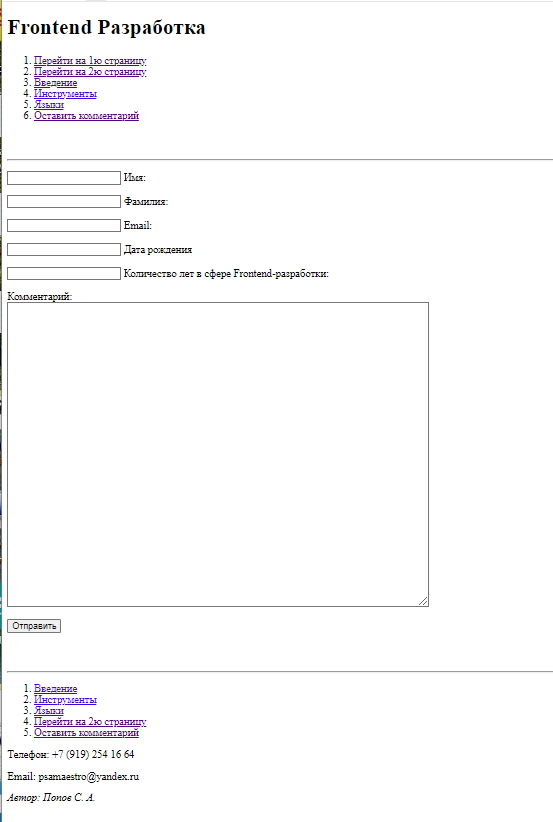 Frontend Разработка
1. Перейти на 1ю страницу
2. Перейти на 2ю страницу
3. Введение
4. Инструменты
5. Языки
6. Оставить комментарий
Имя:
Фамилия:
Email:
Дата рождения
Количество лет в сфере Frontend-разработки:
Комментарий:
Отправить
1. Введение
2. Инструменты
3. Языки
4. Перейти на 2ю страницу
5. Оставить комментарий
Телефон: +7 (919) 254 16 64
Email: psamaestro@yandex.ru
Автор: Попов С. А.